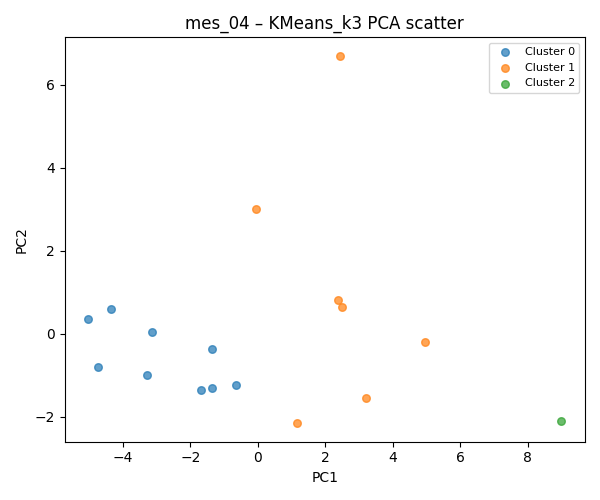 mes_04 – KMeans_k3 PCA scatter
Cluster 0
Cluster 1
Cluster 2
PC2
6
4
2
0
−2
−4 −2 0 2 4 6 8
PC1